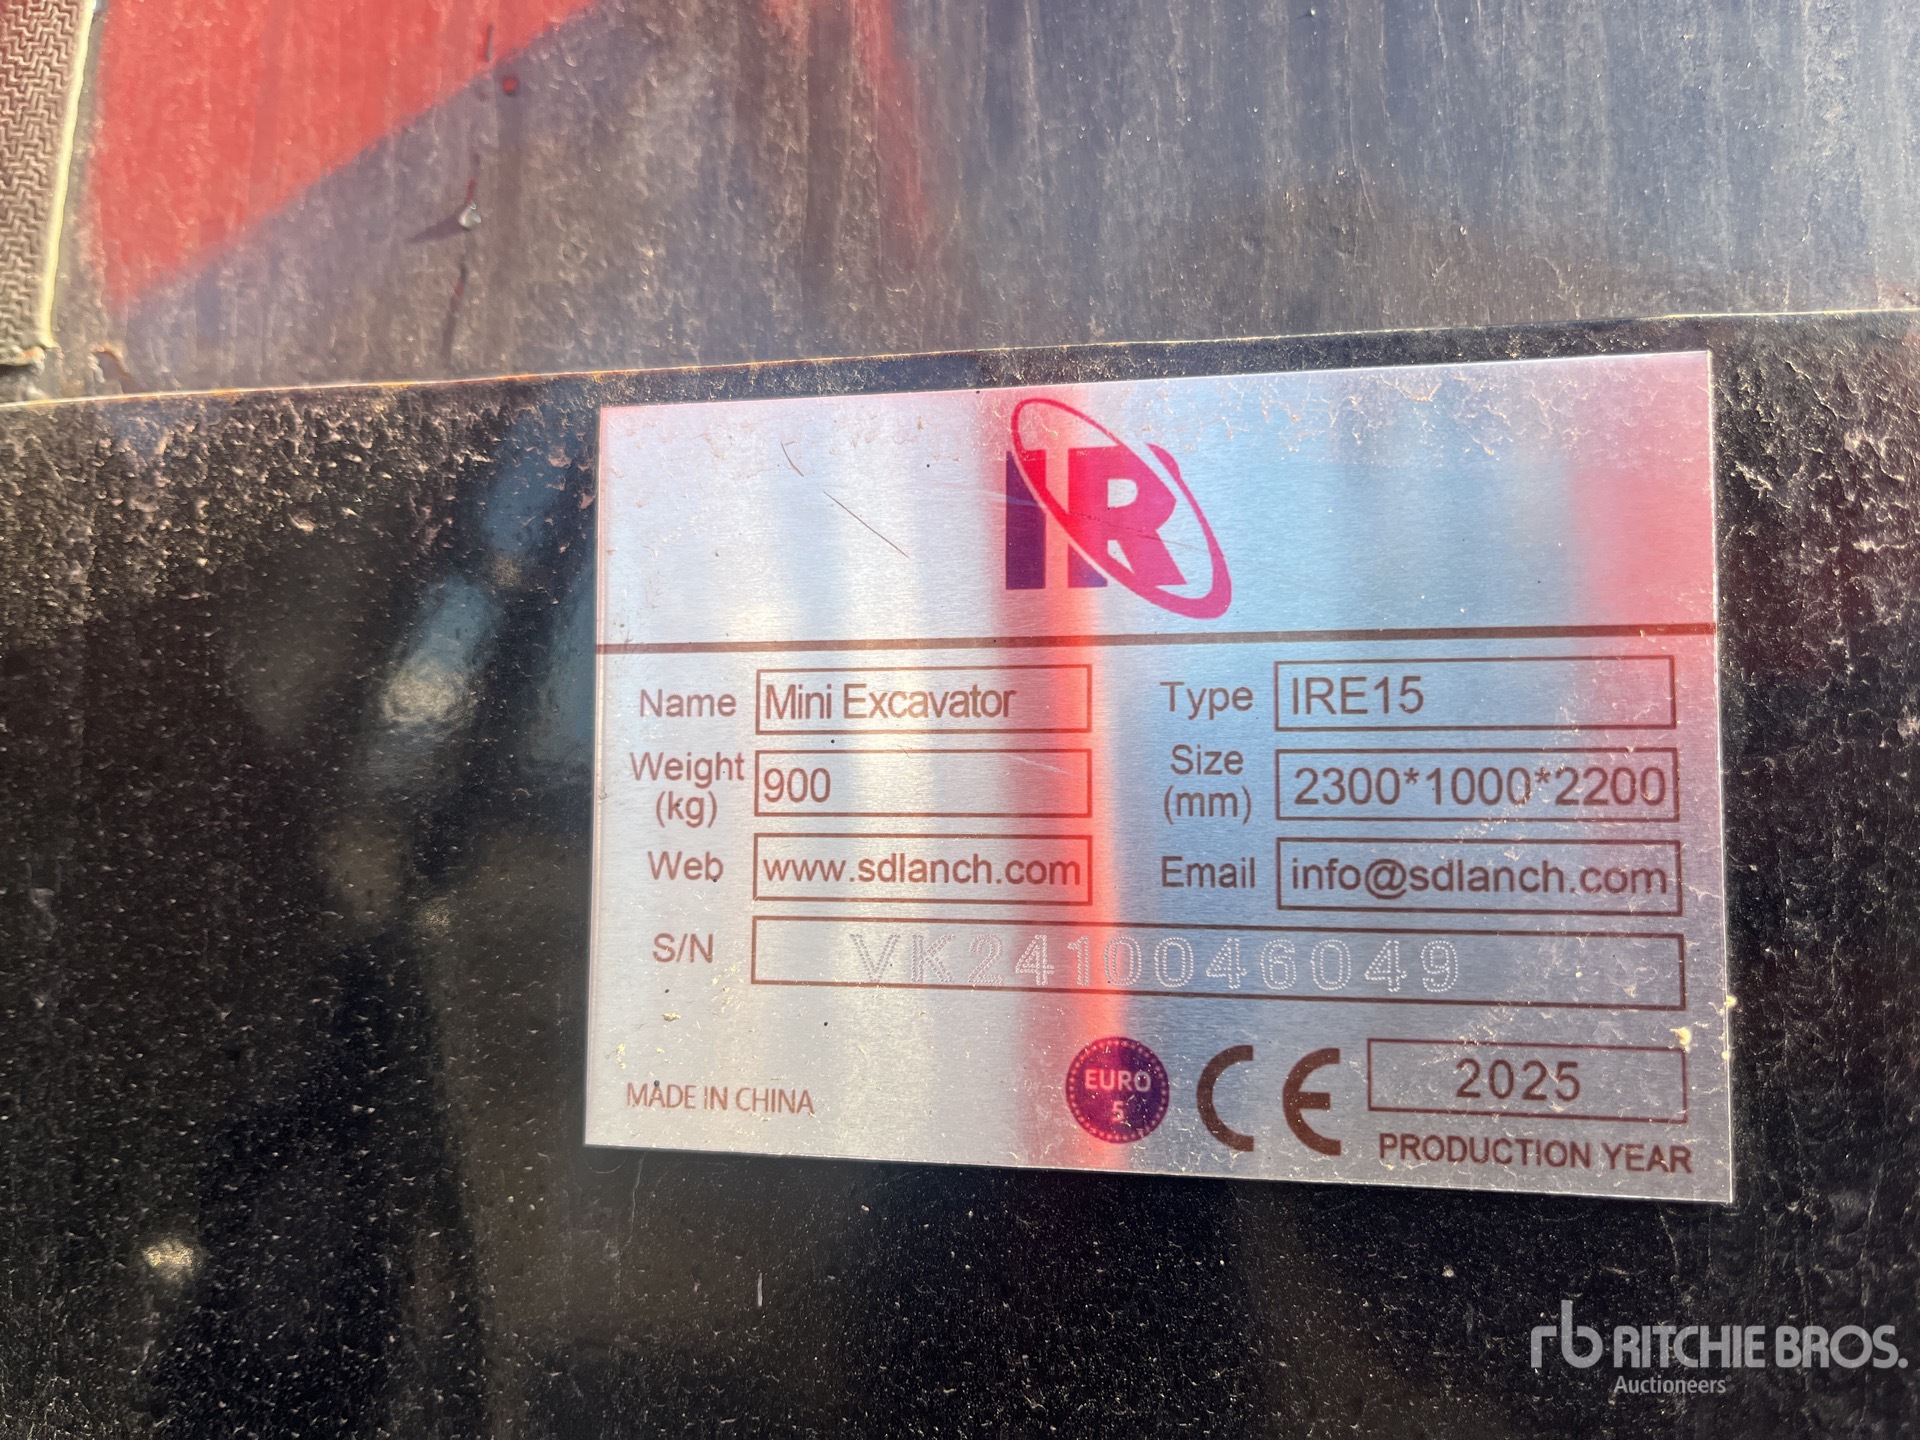 IR
Name Mini Excavator Type IRE15
Weight (kg) 900 Size (mm) 2300*1000*2200
Web www.sdlanch.com Email info@sdlanch.com
S/N VK2410046049
MADE IN CHINA EURO 5 CE 2025
PRODUCTION YEAR
rb RITCHIE BROS.
Auctioneers